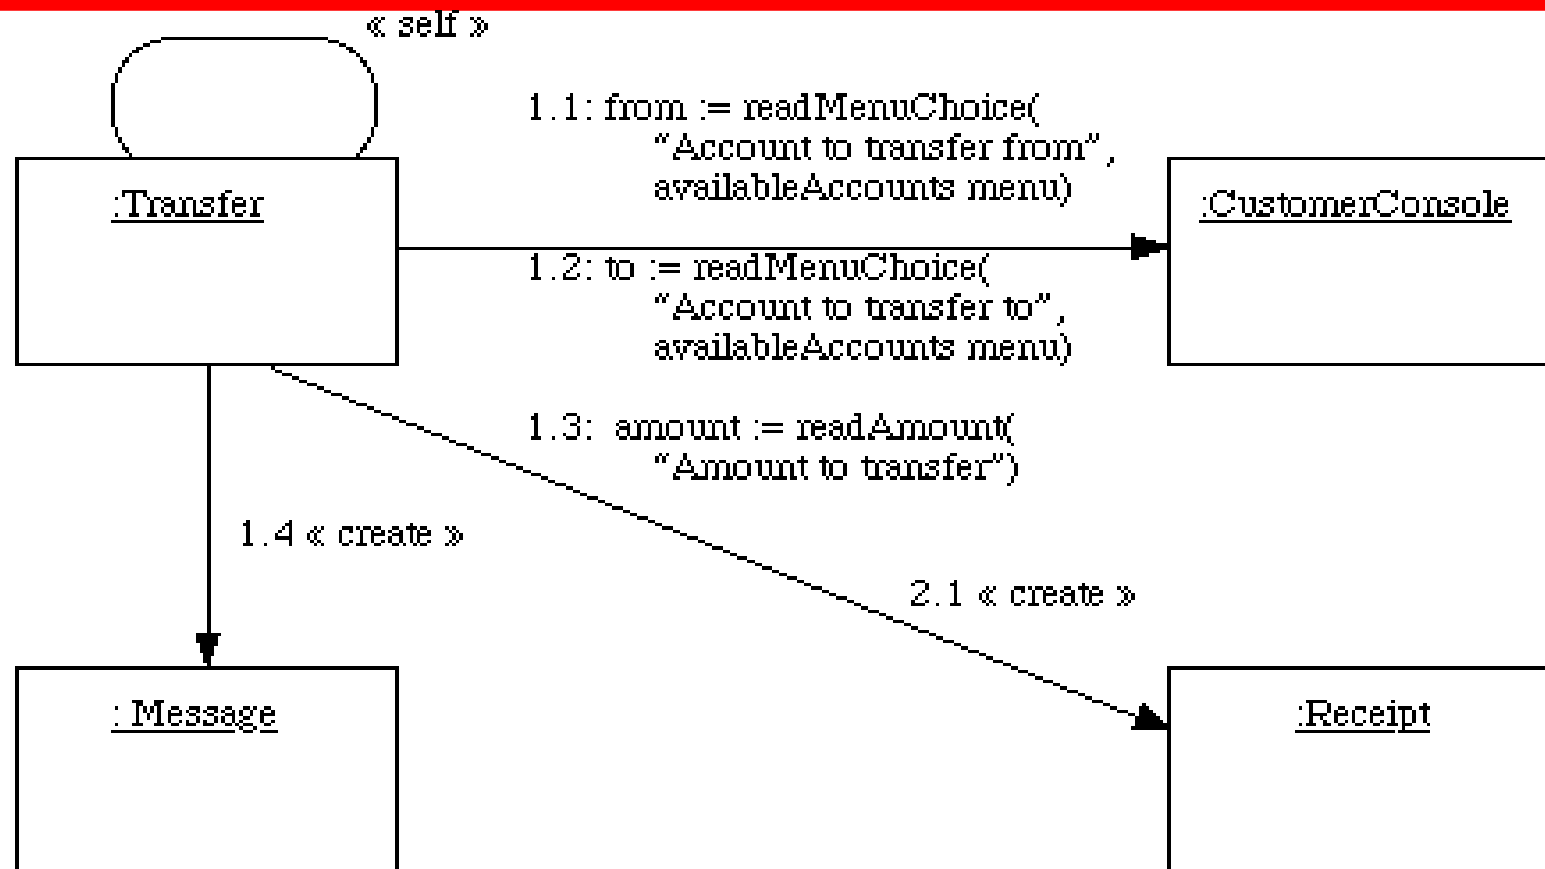 « self »
1.1: from := readMenuChoice(
"Account to transfer from",
availableAccounts menu)
:Transfer
:CustomerConsole
1.2: to := readMenuChoice(
"Account to transfer to",
availableAccounts menu)
1.3: amount := readAmount(
"Amount to transfer")
1.4 « create »
2.1 « create »
: Message
:Receipt